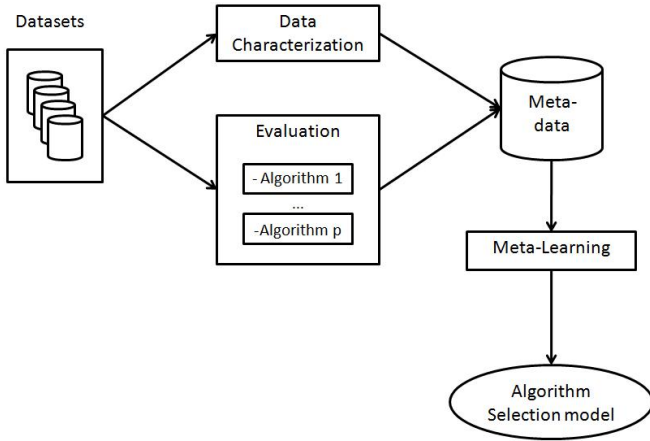 Datasets
Data
Characterization
Evaluation
- Algorithm 1
...
-Algorithm p
Meta-
data
Meta-Learning
Algorithm
Selection model